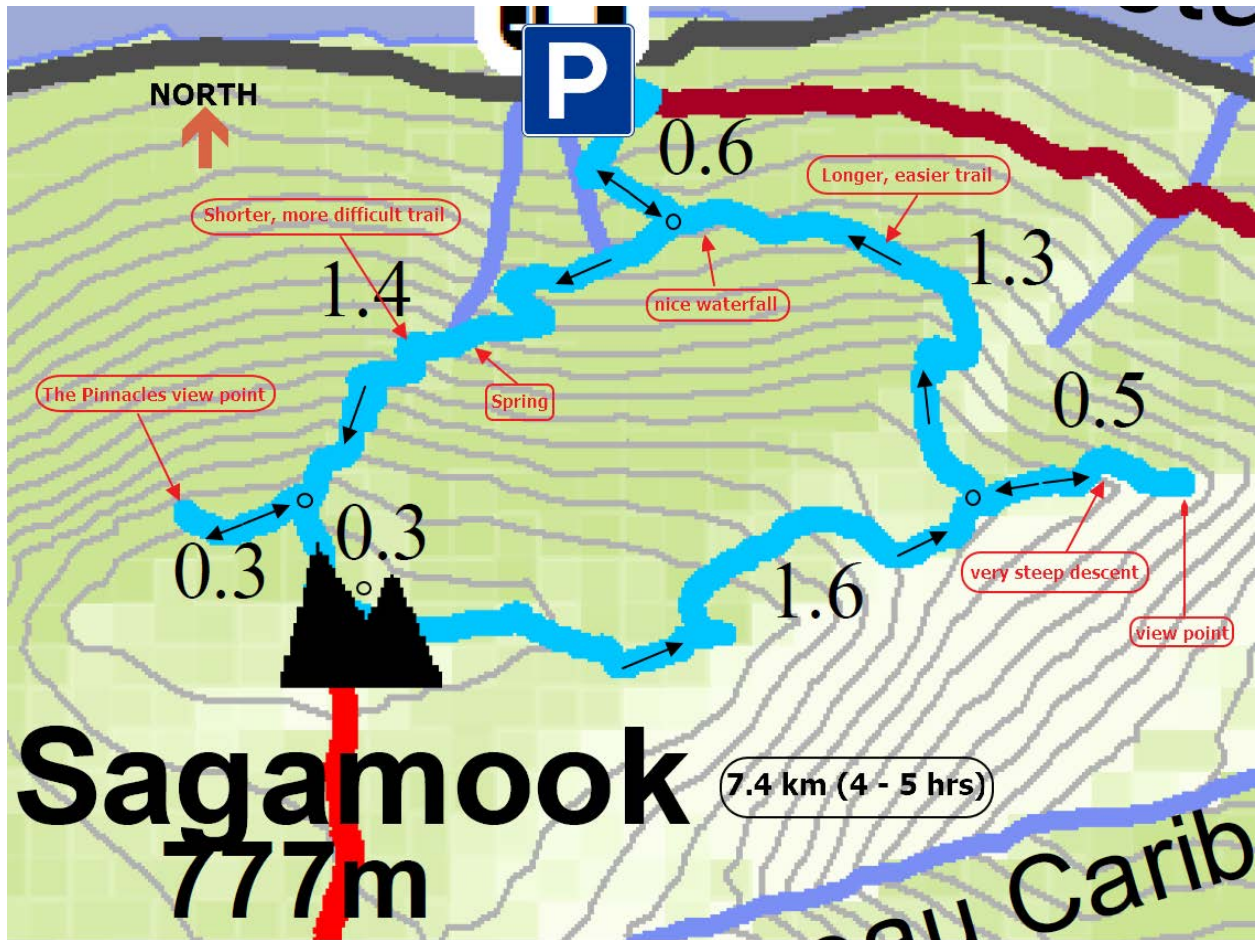 P
NORTH
0.6
Longer, easier trail
Shorter, more difficult trail
1.3
1.4
nice waterfall
The Pinnacles view point
Spring
0.5
0.3
0.3
very steep descent
1.6
view point
Sagamook
777m
7.4 km (4 - 5 hrs)